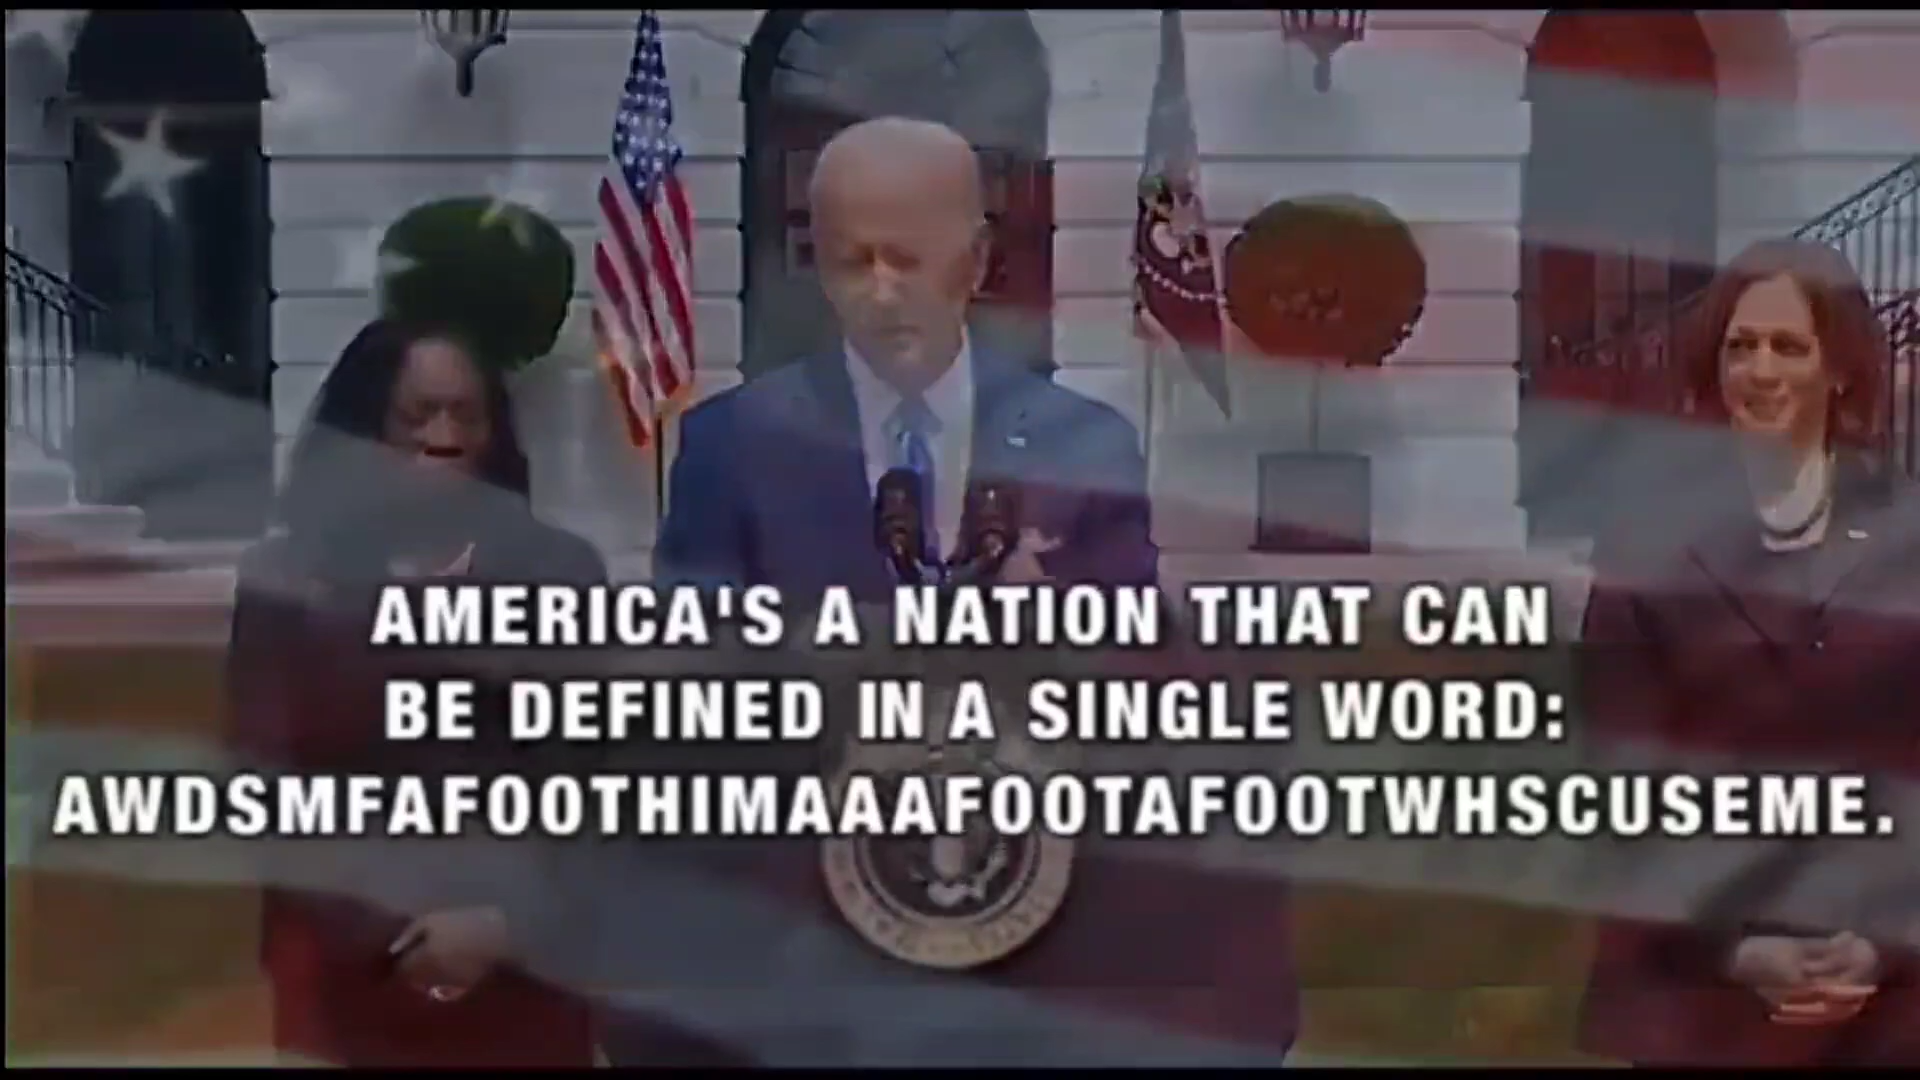 AMERICA'S A NATION THAT CAN
BE DEFINED IN A SINGLE WORD:
AWDSMFAFOOTHIMAAAFOOTAFOOTWHSCUSEME.